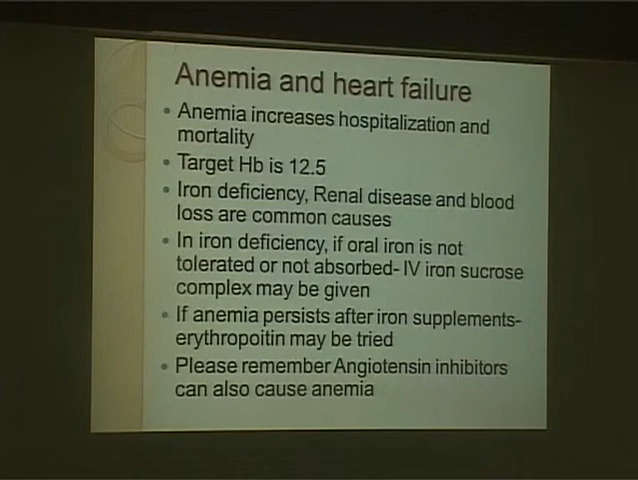 Anemia and heart failure
• Anemia increases hospitalization and
mortality
• Target Hb is 12.5
• Iron deficiency, Renal disease and blood
loss are common causes
• In iron deficiency, if oral iron is not
tolerated or not absorbed- IV iron sucrose
complex may be given
• If anemia persists after iron supplements-
erythropoitin may be tried
• Please remember Angiotensin inhibitors
can also cause anemia